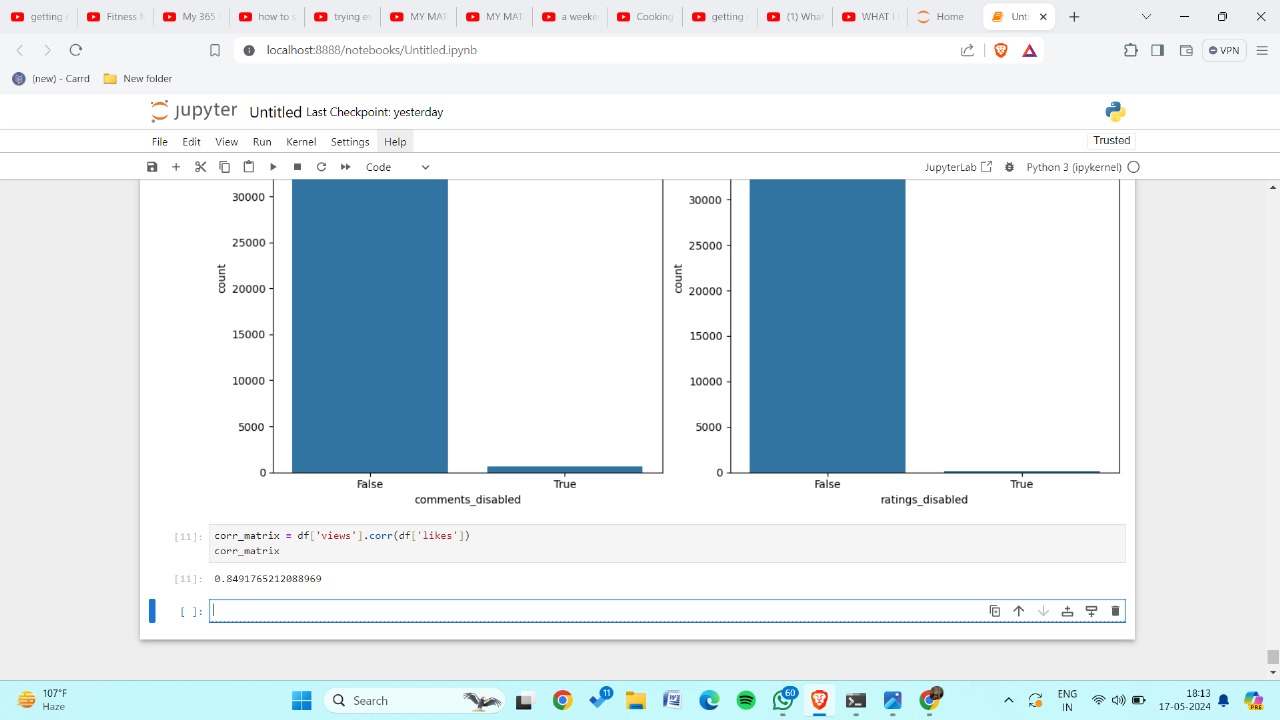 getting
Fitness M
My 365
how to
trying e
MY MAT
MY MAT
a weeke
Cooking
getting
(1) What
WHAT I
Home
Unt
localhost:8888/notebooks/Untitled.ipynb
VPN
(new) - Carrd
New folder
jupyter Untitled Last Checkpoint: yesterday
File Edit View Run Kernel Settings Help
Trusted
Code
JupyterLab
Python 3 (ipykernel)
30000
25000
20000
15000
10000
5000
0
count
False True
comments_disabled
30000
25000
20000
15000
10000
5000
0
count
False True
ratings_disabled
[11]: corr_matrix = df['views'].corr(df['likes'])
corr_matrix
[11]: 0.8491765212088969
[ ]:
107°F
Haze
Search
11
60
ENG
IN
18:13
17-05-2024
PRE